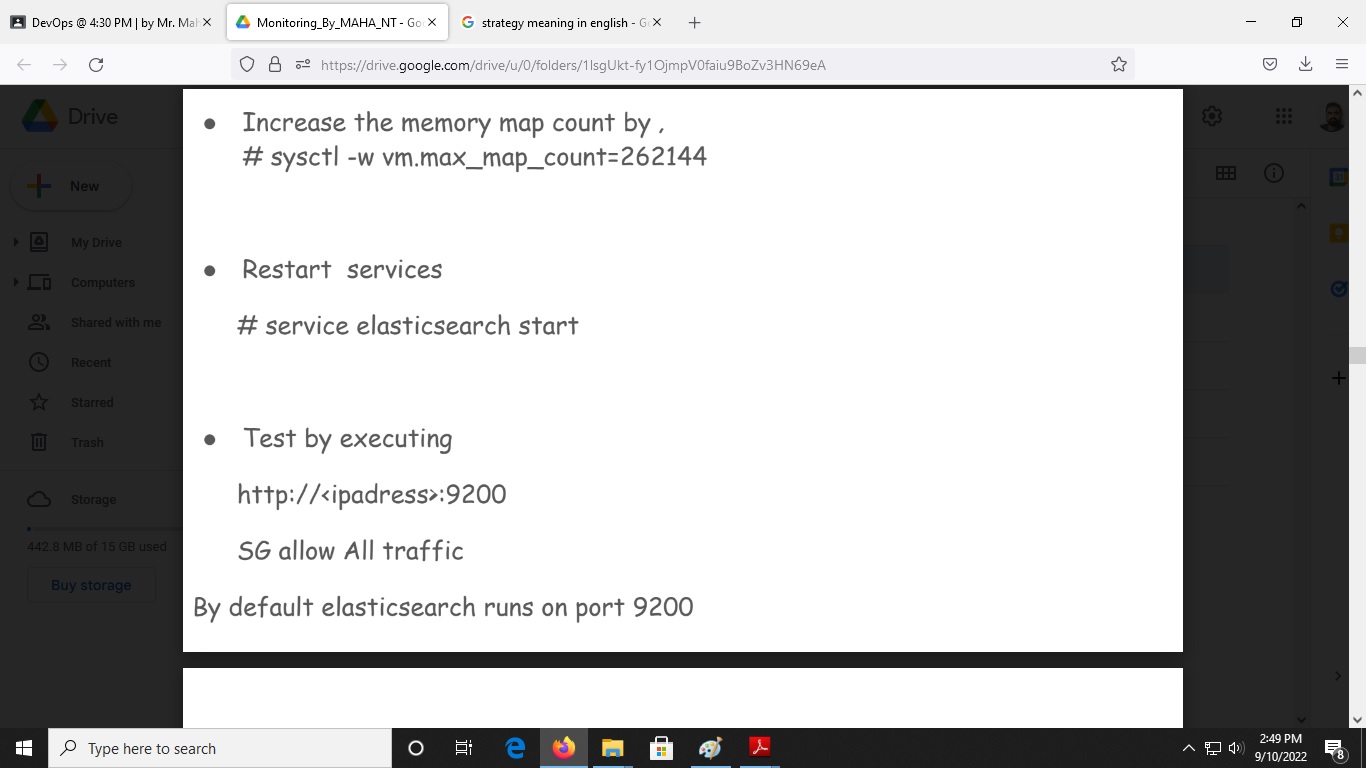 DevOps @ 4:30 PM | by Mr. Mah
Monitoring_By_MAHA_NT - Goo
strategy meaning in english - Go
https://drive.google.com/drive/u/0/folders/1lsgUkt-fy1OjmpV0faiu9BoZv3HN69eA
Drive
New
My Drive
Computers
Shared with me
Recent
Starred
Trash
Storage
442.8 MB of 15 GB used
Buy storage
● Increase the memory map count by ,
# sysctl -w vm.max_map_count=262144
● Restart services
# service elasticsearch start
● Test by executing
http://<ipadress>:9200
SG allow All traffic
By default elasticsearch runs on port 9200
Type here to search
2:49 PM
9/10/2022
8